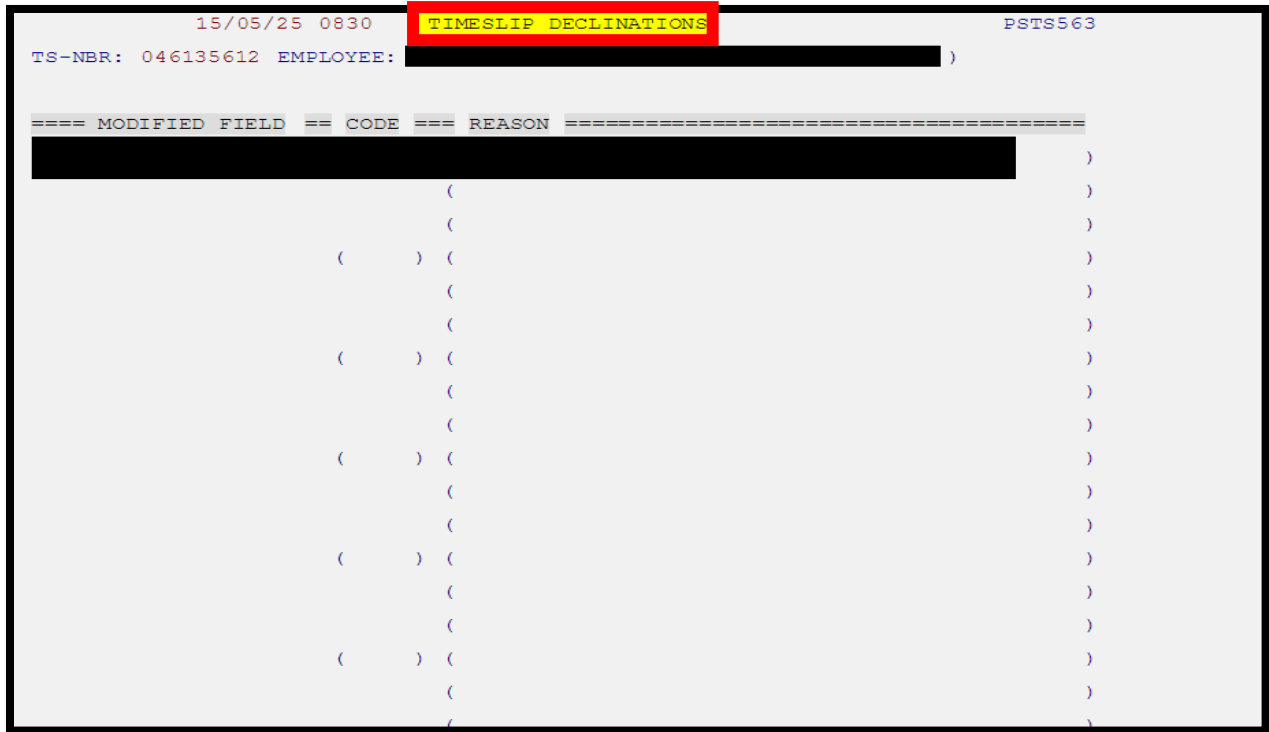 15/05/25 0830 TIMESLIP DECLINATIONS PSTS563
TS-NBR: 046135612 EMPLOYEE: )
==== MODIFIED FIELD == CODE === REASON =======================================
)
( )
( )
( ) ( )
( )
( )
( ) ( )
( )
( )
( ) ( )
( )
( )
( ) ( )
( )
( )
( ) ( )
( )
( )